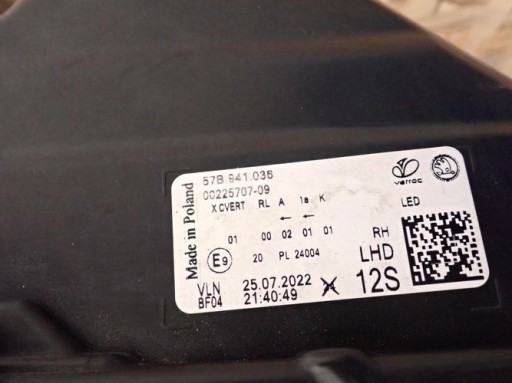 Made in Poland
57B 941.036
00225707-09
varroc
X CVERT RL A 1a K
LED
← ←
01 00 02 01 01
RH
E9
20 PL 24004
LHD
VLN 25.07.2022
BF04 21:40:49
X 12S